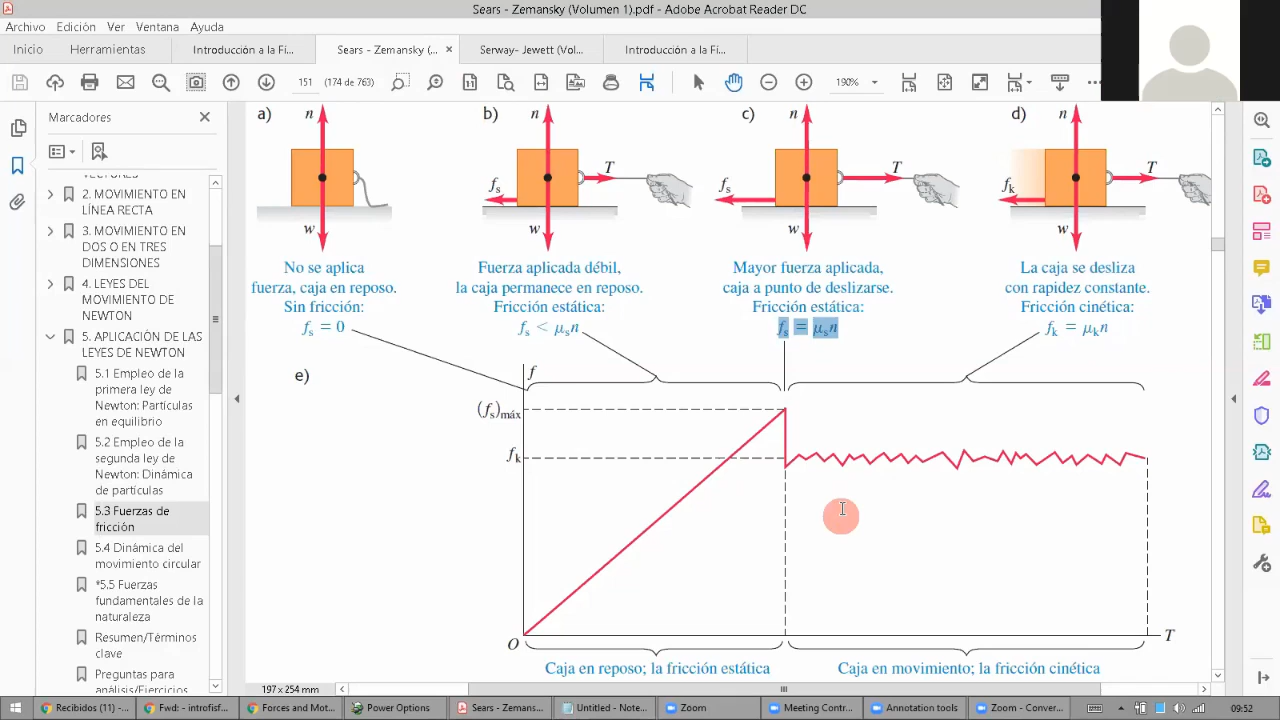 Sears - Zemansky (Volumen 1).pdf - Adobe Acrobat Reader DC
Archivo Edición Ver Ventana Ayuda
Inicio Herramientas Introducción a la Fí... Sears - Zemansky (... × Serway- Jewett (Vol... Introducción a la Fí...
151 (174 de 763) 190%
Marcadores ×
VECTORES
2. MOVIMIENTO EN
LÍNEA RECTA
3. MOVIMIENTO EN
DOS O EN TRES
DIMENSIONES
4. LEYES DEL
MOVIMIENTO DE
NEWTON
5. APLICACIÓN DE LAS
LEYES DE NEWTON
5.1 Empleo de la
primera ley de
Newton: Partículas
en equilibrio
5.2 Empleo de la
segunda ley de
Newton: Dinámica
de partículas
5.3 Fuerzas de
fricción
5.4 Dinámica del
movimiento circular
*5.5 Fuerzas
fundamentales de la
naturaleza
Resumen/Términos
clave
Preguntas para
análisis/Ejercicios
a) n
w
No se aplica
fuerza, caja en reposo.
Sin fricción:
fs = 0
b) n
T
fs
w
Fuerza aplicada débil,
la caja permanece en reposo.
Fricción estática:
fs < μsn
c) n
T
fs
w
Mayor fuerza aplicada,
caja a punto de deslizarse.
Fricción estática:
fs = μsn
d) n
T
fk
w
La caja se desliza
con rapidez constante.
Fricción cinética:
fk = μkn
e) f
(fs)máx
fk
O T
Caja en reposo; la fricción estática Caja en movimiento; la fricción cinética
197 x 254 mm
Recibidos (11) -... Fwd: - introfisf... Forces and Mot... Power Options Sears - Zemans... Untitled - Note... Zoom Meeting Contr... Annotation tools Zoom - Conver... 09:52